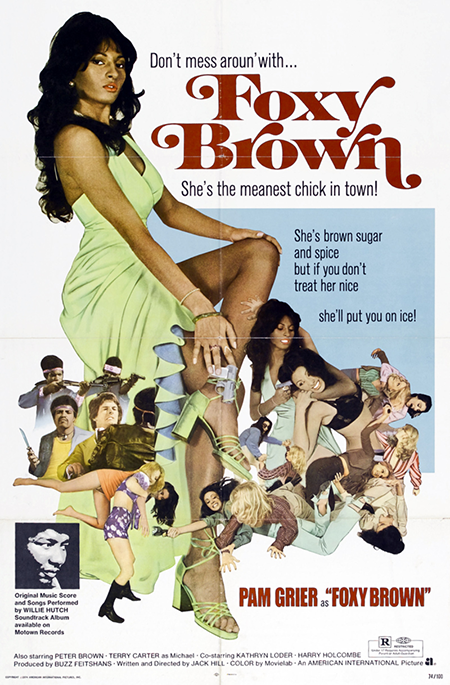 Don't mess aroun' with...
Foxy
Brown
She's the meanest chick in town!
She's brown sugar
and spice
but if you don't
treat her nice
she'll put you on ice!
Original Music Score
and Songs Performed
by WILLIE HUTCH
Soundtrack Album
available on
Motown Records
PAM GRIER as "FOXY BROWN"
R RESTRICTED
Also starring PETER BROWN · TERRY CARTER as Michael · Co-starring KATHRYN LODER · HARRY HOLCOMBE
Produced by BUZZ FEITSHANS · Written and Directed by JACK HILL · COLOR by Movielab · An AMERICAN INTERNATIONAL Picture
74/101